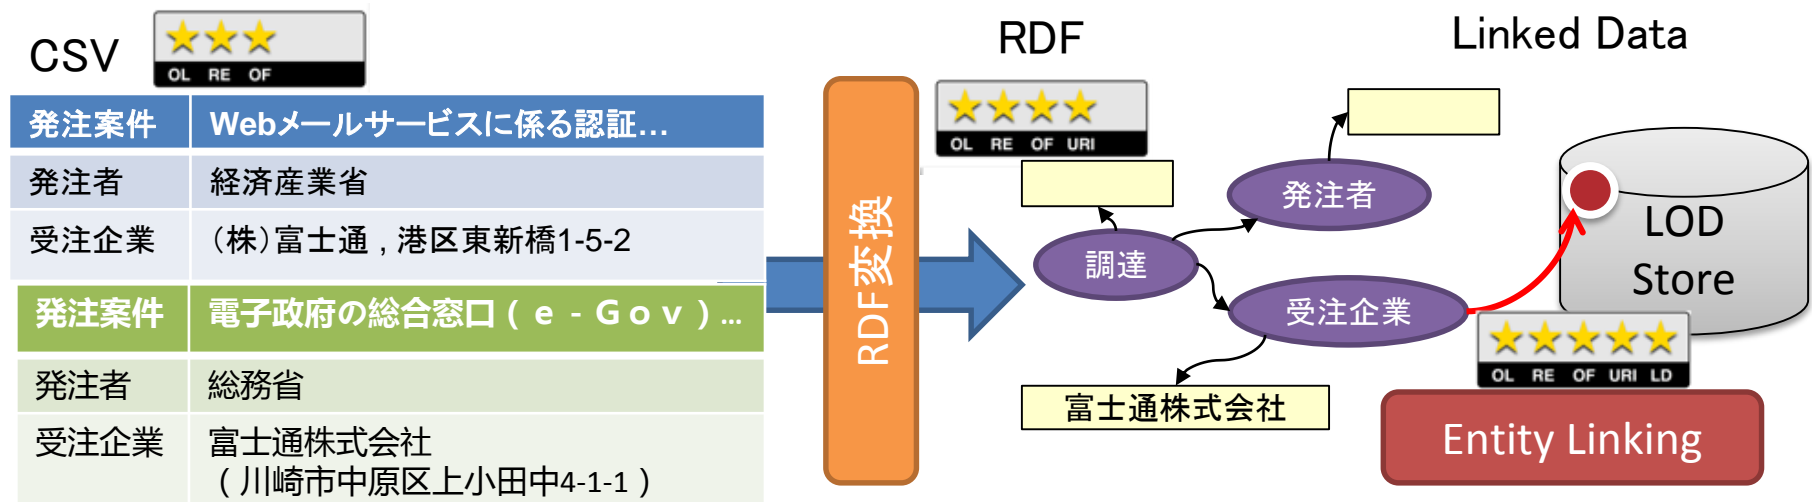 CSV
OL RE OF
発注案件 Webメールサービスに係る認証…
発注者 経済産業省
受注企業 （株）富士通 , 港区東新橋1-5-2
発注案件 電子政府の総合窓口（ｅ‐Ｇｏｖ）…
発注者 総務省
受注企業 富士通株式会社
（川崎市中原区上小田中4-1-1）
RDF変換
RDF
OL RE OF URI
調達
発注者
受注企業
富士通株式会社
Linked Data
LOD
Store
OL RE OF URI LD
Entity Linking